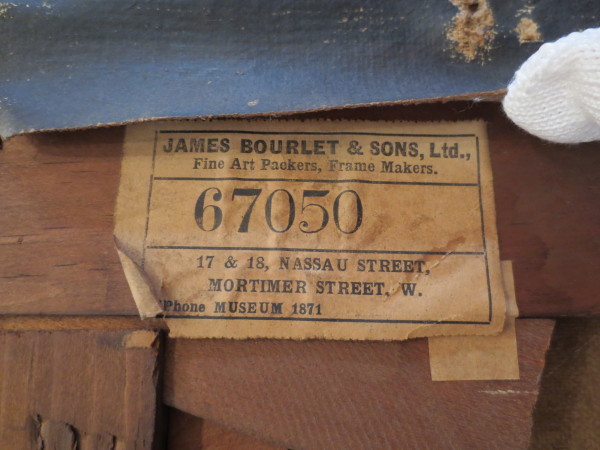 JAMES BOURLET & SONS, Ltd.,
Fine Art Packers, Frame Makers.
67050
17 & 18, NASSAU STREET,
MORTIMER STREET, W.
'Phone MUSEUM 1871